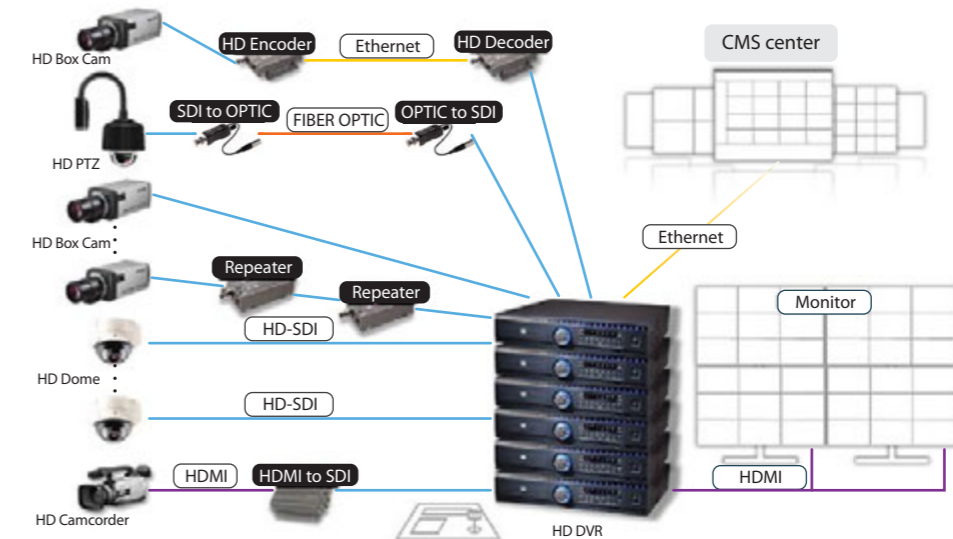 HD Box Cam
HD Encoder
Ethernet
HD Decoder
CMS center
SDI to OPTIC
FIBER OPTIC
OPTIC to SDI
HD PTZ
HD Box Cam
Ethernet
Repeater
Repeater
Monitor
HD-SDI
HD Dome
HD-SDI
HDMI
HDMI to SDI
HDMI
HD Camcorder
HD DVR